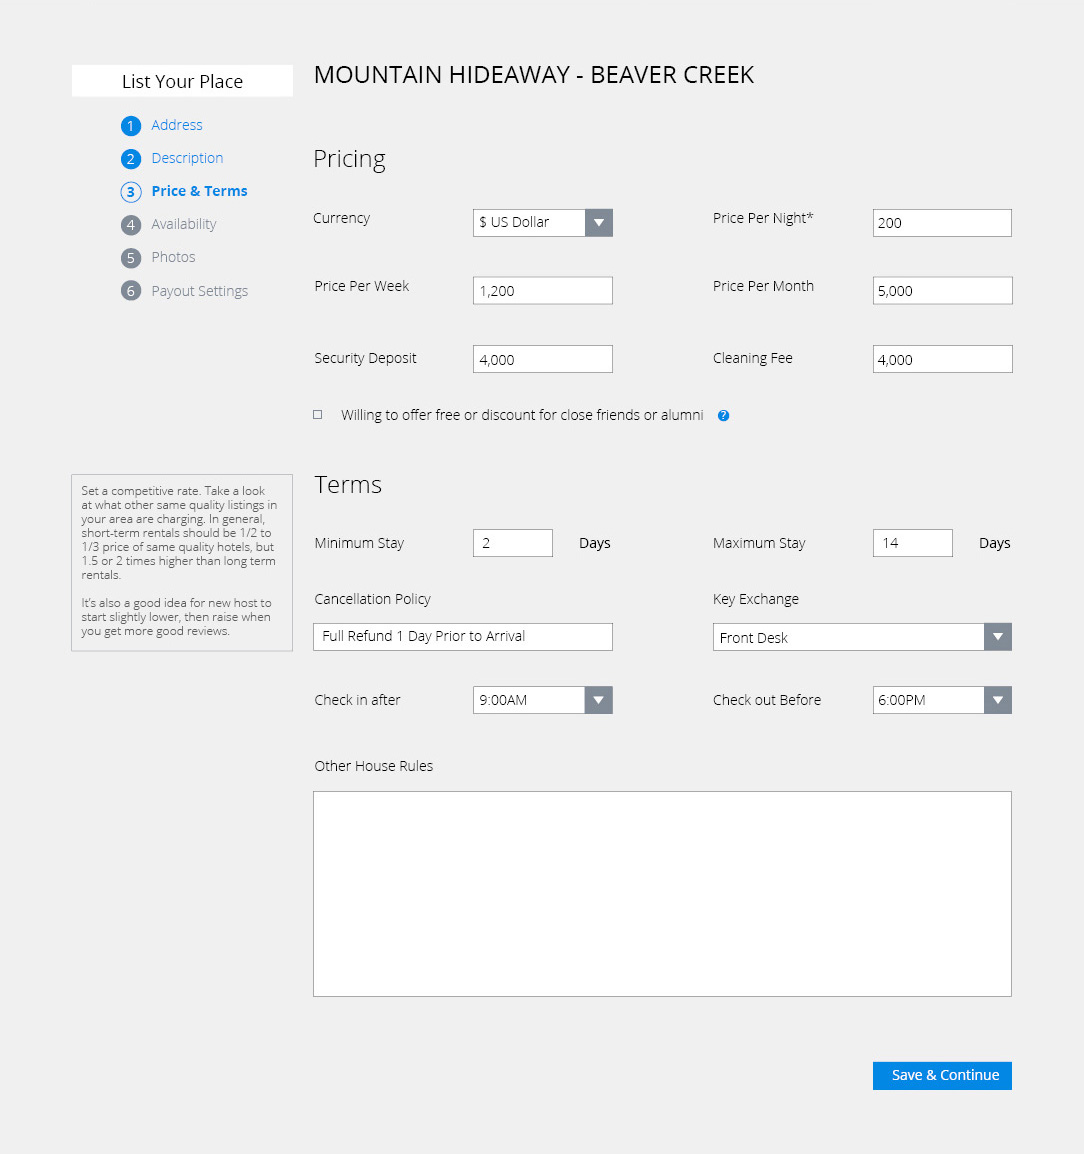 List Your Place
1 Address
2 Description
3 Price & Terms
4 Availability
5 Photos
6 Payout Settings
Set a competitive rate. Take a look
at what other same quality listings in
your area are charging. In general,
short-term rentals should be 1/2 to
1/3 price of same quality hotels, but
1.5 or 2 times higher than long term
rentals.
It's also a good idea for new host to
start slightly lower, then raise when
you get more good reviews.
MOUNTAIN HIDEAWAY - BEAVER CREEK
Pricing
Currency $ US Dollar Price Per Night* 200
Price Per Week 1,200 Price Per Month 5,000
Security Deposit 4,000 Cleaning Fee 4,000
Willing to offer free or discount for close friends or alumni ?
Terms
Minimum Stay 2 Days Maximum Stay 14 Days
Cancellation Policy Key Exchange
Full Refund 1 Day Prior to Arrival Front Desk
Check in after 9:00AM Check out Before 6:00PM
Other House Rules
Save & Continue